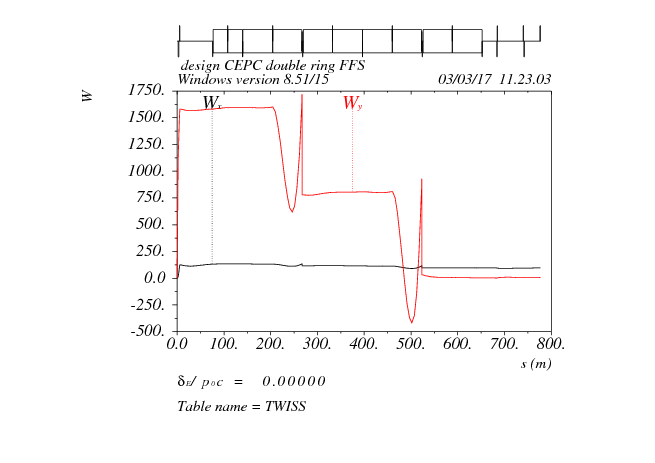 design CEPC double ring FFS
Windows version 8.51/15 03/03/17 11.23.03
1750.
1500.
1250.
1000.
750.
500.
250.
0.0
-250.
-500.
W
Wx
Wy
0.0 100. 200. 300. 400. 500. 600. 700. 800.
s (m)
δE/ p0c = 0.00000
Table name = TWISS